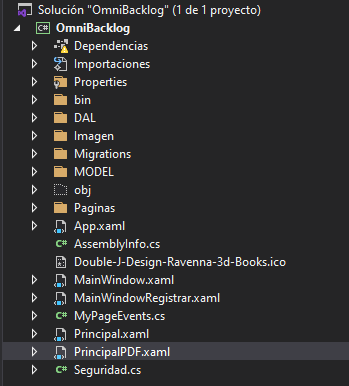 Solución "OmniBacklog" (1 de 1 proyecto)
C# OmniBacklog
Dependencias
Importaciones
Properties
bin
DAL
Imagen
Migrations
MODEL
obj
Paginas
App.xaml
C# AssemblyInfo.cs
Double-J-Design-Ravenna-3d-Books.ico
MainWindow.xaml
MainWindowRegistrar.xaml
C# MyPageEvents.cs
Principal.xaml
PrincipalPDF.xaml
C# Seguridad.cs